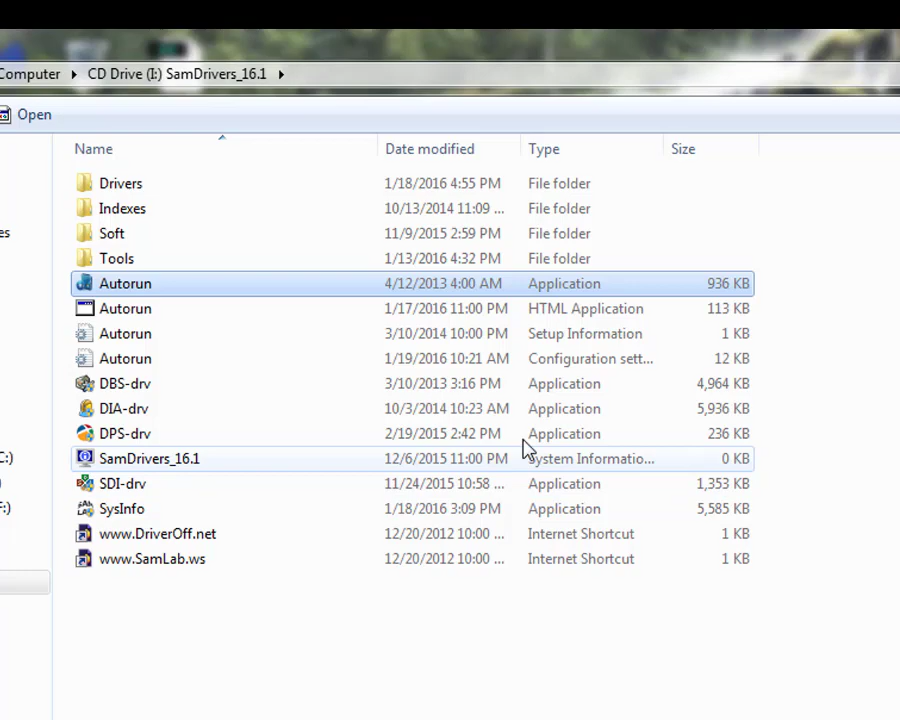 Computer ▸ CD Drive (I:) SamDrivers_16.1 ▸
Open
Name Date modified Type Size
Drivers 1/18/2016 4:55 PM File folder
Indexes 10/13/2014 11:09 ... File folder
es
Soft 11/9/2015 2:59 PM File folder
Tools 1/13/2016 4:32 PM File folder
Autorun 4/12/2013 4:00 AM Application 936 KB
Autorun 1/17/2016 11:00 PM HTML Application 113 KB
Autorun 3/10/2014 10:00 PM Setup Information 1 KB
Autorun 1/19/2016 10:21 AM Configuration sett... 12 KB
DBS-drv 3/10/2013 3:16 PM Application 4,964 KB
DIA-drv 10/3/2014 10:23 AM Application 5,936 KB
DPS-drv 2/19/2015 2:42 PM Application 236 KB
C:) SamDrivers_16.1 12/6/2015 11:00 PM System Informatio... 0 KB
SDI-drv 11/24/2015 10:58 ... Application 1,353 KB
F:) SysInfo 1/18/2016 3:09 PM Application 5,585 KB
www.DriverOff.net 12/20/2012 10:00 ... Internet Shortcut 1 KB
www.SamLab.ws 12/20/2012 10:00 ... Internet Shortcut 1 KB